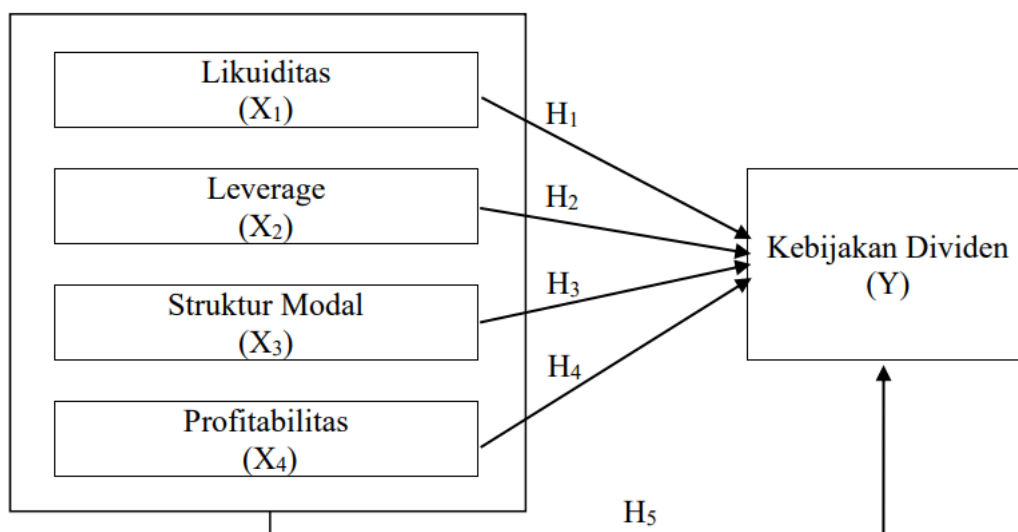 Likuiditas
(X₁)
H₁
Leverage
(X₂)
H₂
Struktur Modal
(X₃)
H₃
Profitabilitas
(X₄)
H₄
Kebijakan Dividen
(Y)
H₅